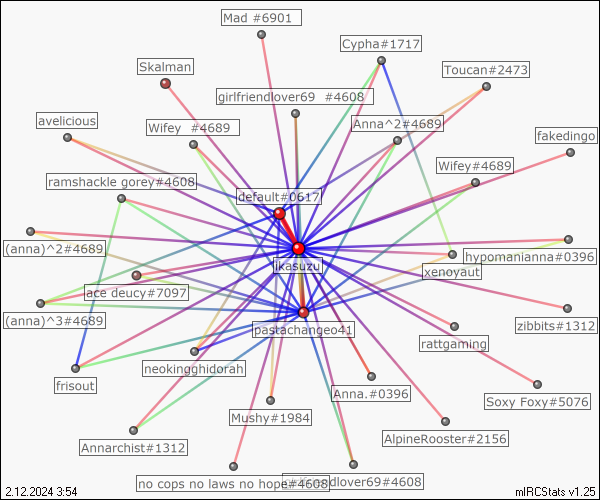 Mad #6901
Cypha#1717
Skalman
Toucan#2473
girlfriendlover69 #4608
avelicious
Wifey #4689
Anna^2#4689
fakedingo
Wifey#4689
ramshackle gorey#4608
default#0617
(anna)^2#4689
jkasuzu
hypomanianna#0396
xenoyaut
ace deucy#7097
(anna)^3#4689
pastachangeo41
zibbits#1312
rattgaming
neokingghidorah
frisout
Anna.#0396
Soxy Foxy#5076
Mushy#1984
Annarchist#1312
AlpineRooster#2156
no cops no laws no hope#4608
dlover69#4608
2.12.2024 3:54
mIRCStats v1.25